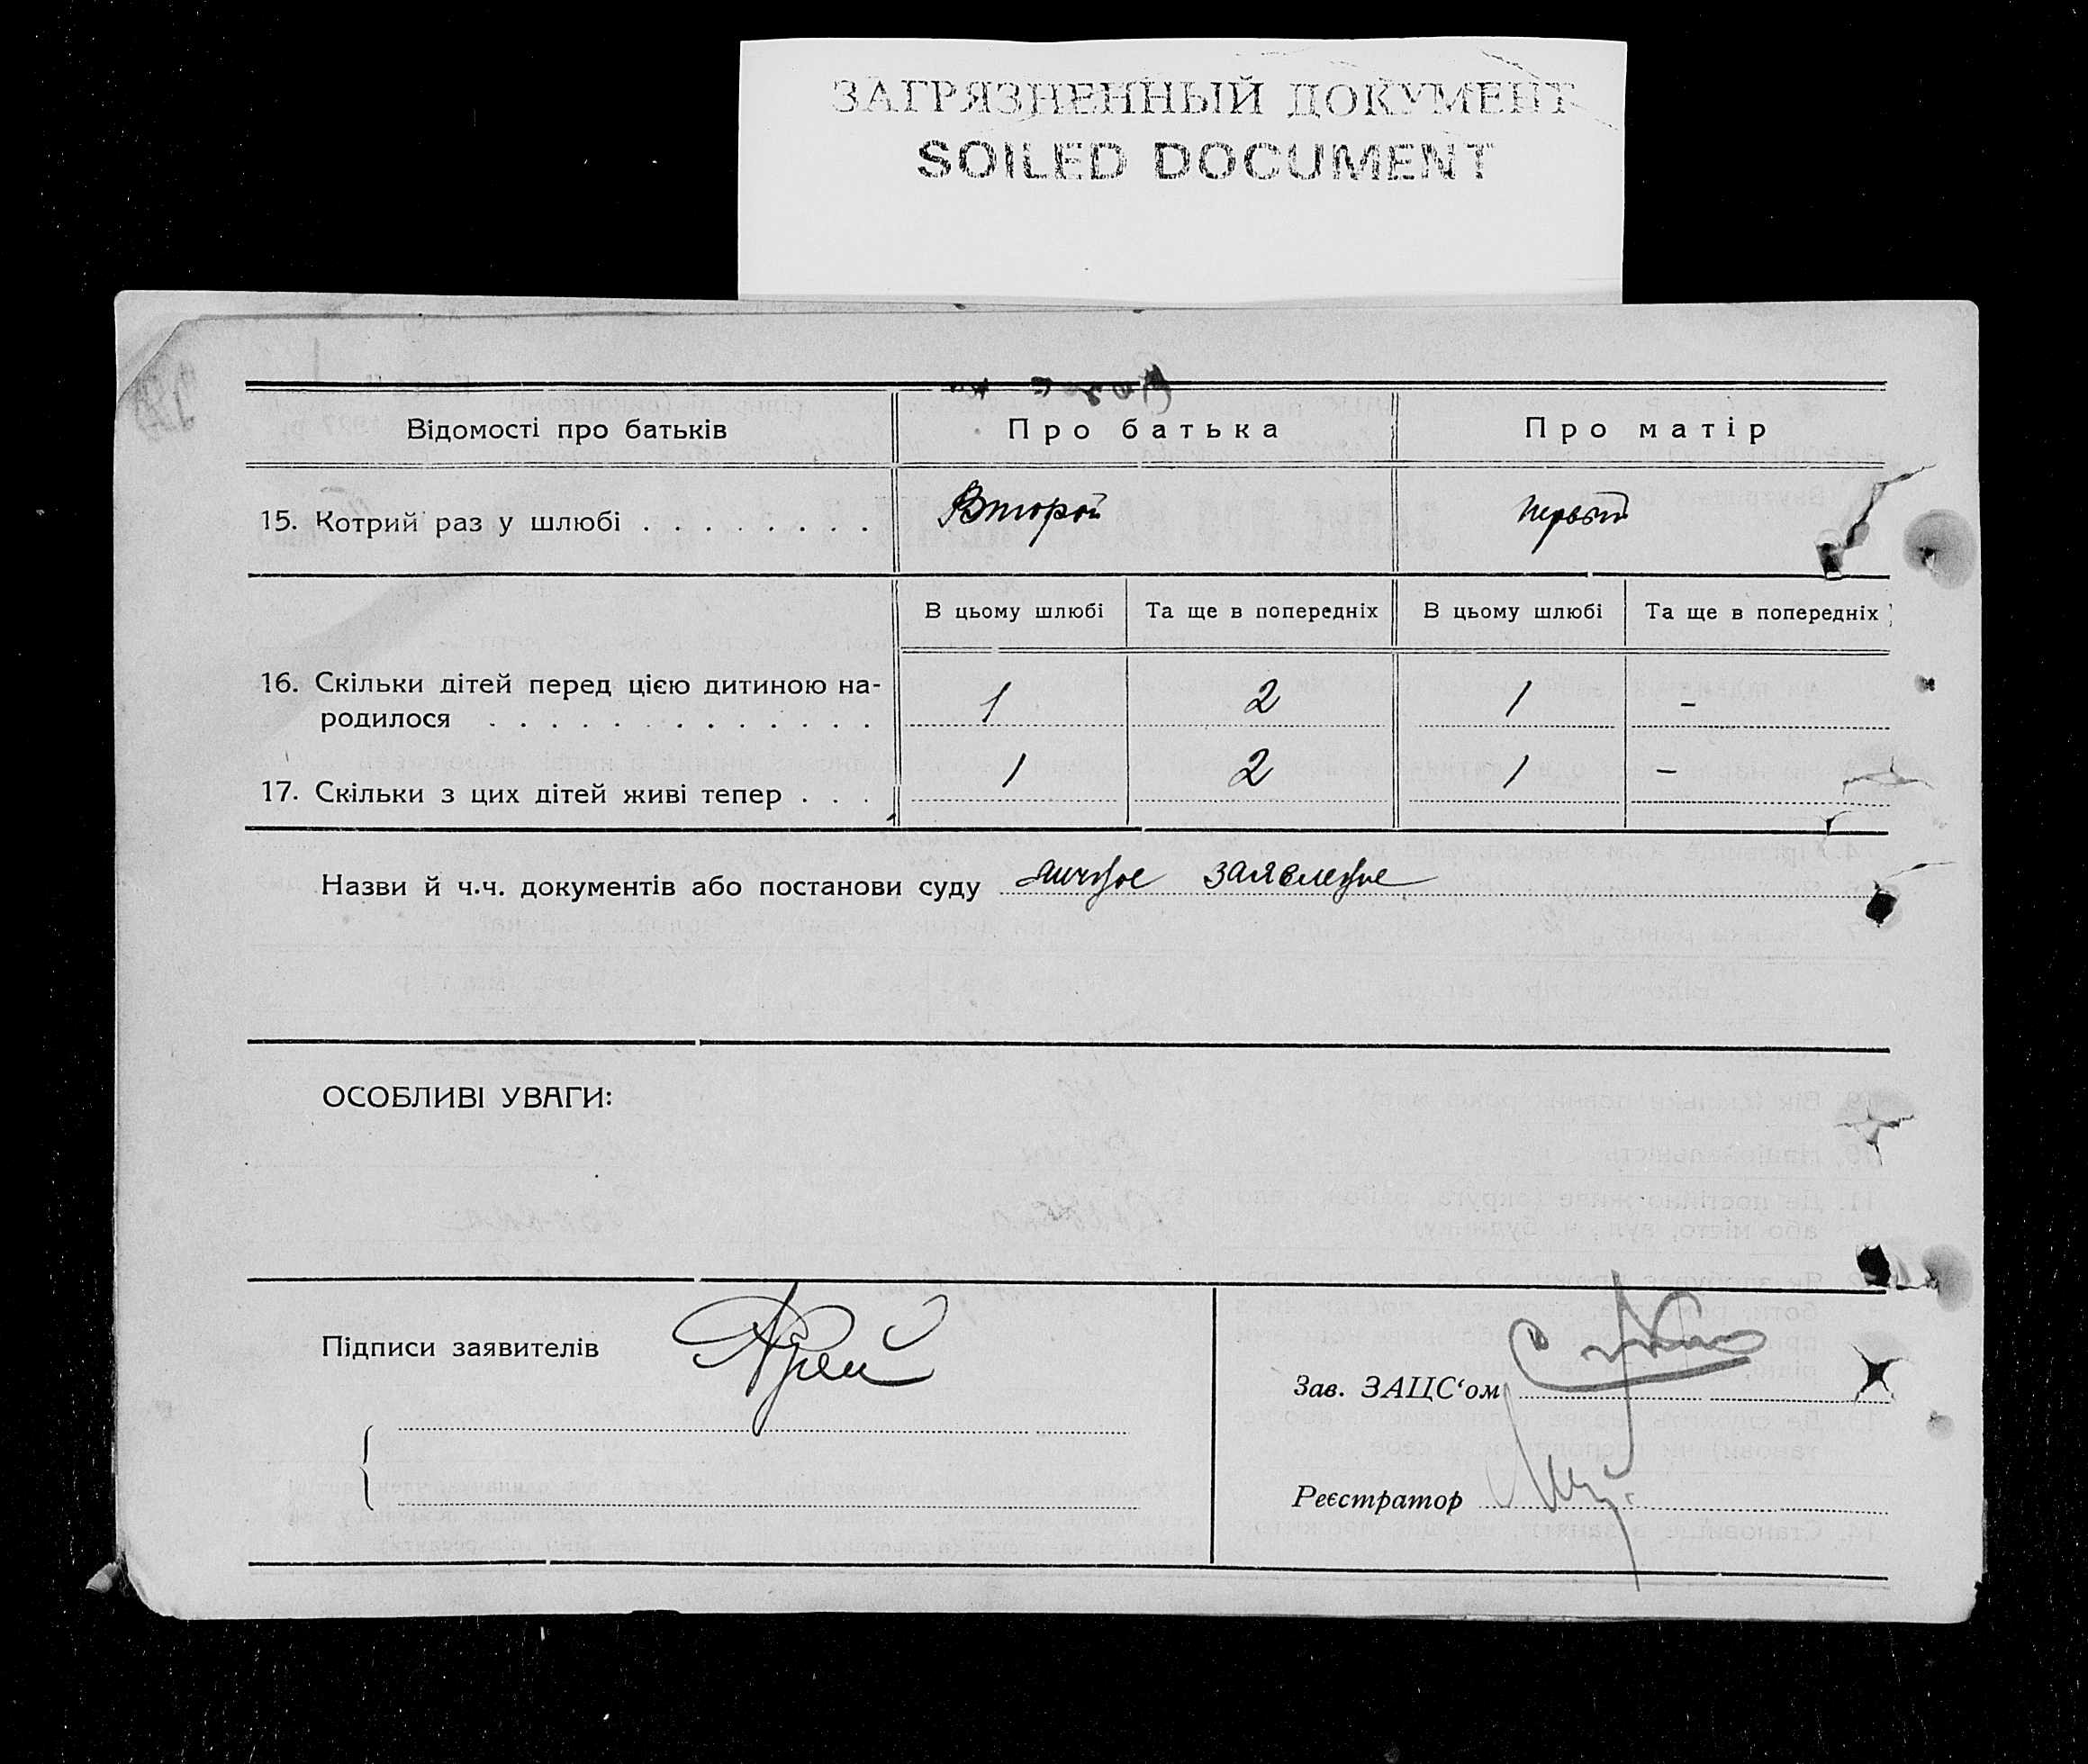 ЗАГРЯЗНЕННЫЙ ДОКУМЕНТ
SOILED DOCUMENT
Відомості про батьків Про батька Про матір
15. Котрий раз у шлюбі . . . . . . . . Второй первый
В цьому шлюбі Та ще в попередніх В цьому шлюбі Та ще в попередніх
16. Скільки дітей перед цією дитиною на-
родилося . . . . . . . . . . . . . 1 2 1 -
17. Скільки з цих дітей живі тепер . . . 1 2 1 -
Назви й ч.ч. документів або постанови суду личное заявление
ОСОБЛИВІ УВАГИ:
Підписи заявителів
Зав. ЗАЦС‘ом
Реєстратор